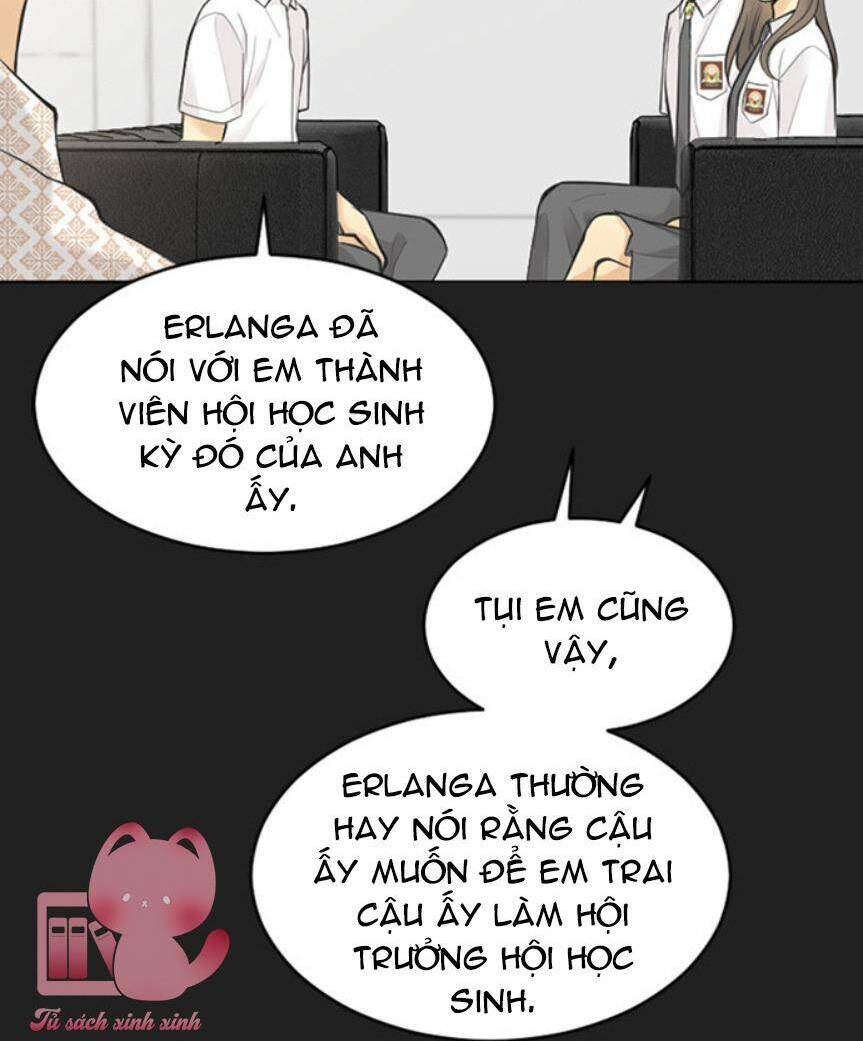 ERLANGA ĐÃ
NÓI VỚI EM THÀNH
VIÊN HỘI HỌC SINH
KỲ ĐÓ CỦA ANH
ẤY.
TỤI EM CŨNG
VẬY,
ERLANGA THƯỜNG
HAY NÓI RẰNG CẬU
ẤY MUỐN ĐỂ EM TRAI
CẬU ẤY LÀM HỘI
TRƯỞNG HỘI HỌC
SINH.
Tủ sách xinh xinh